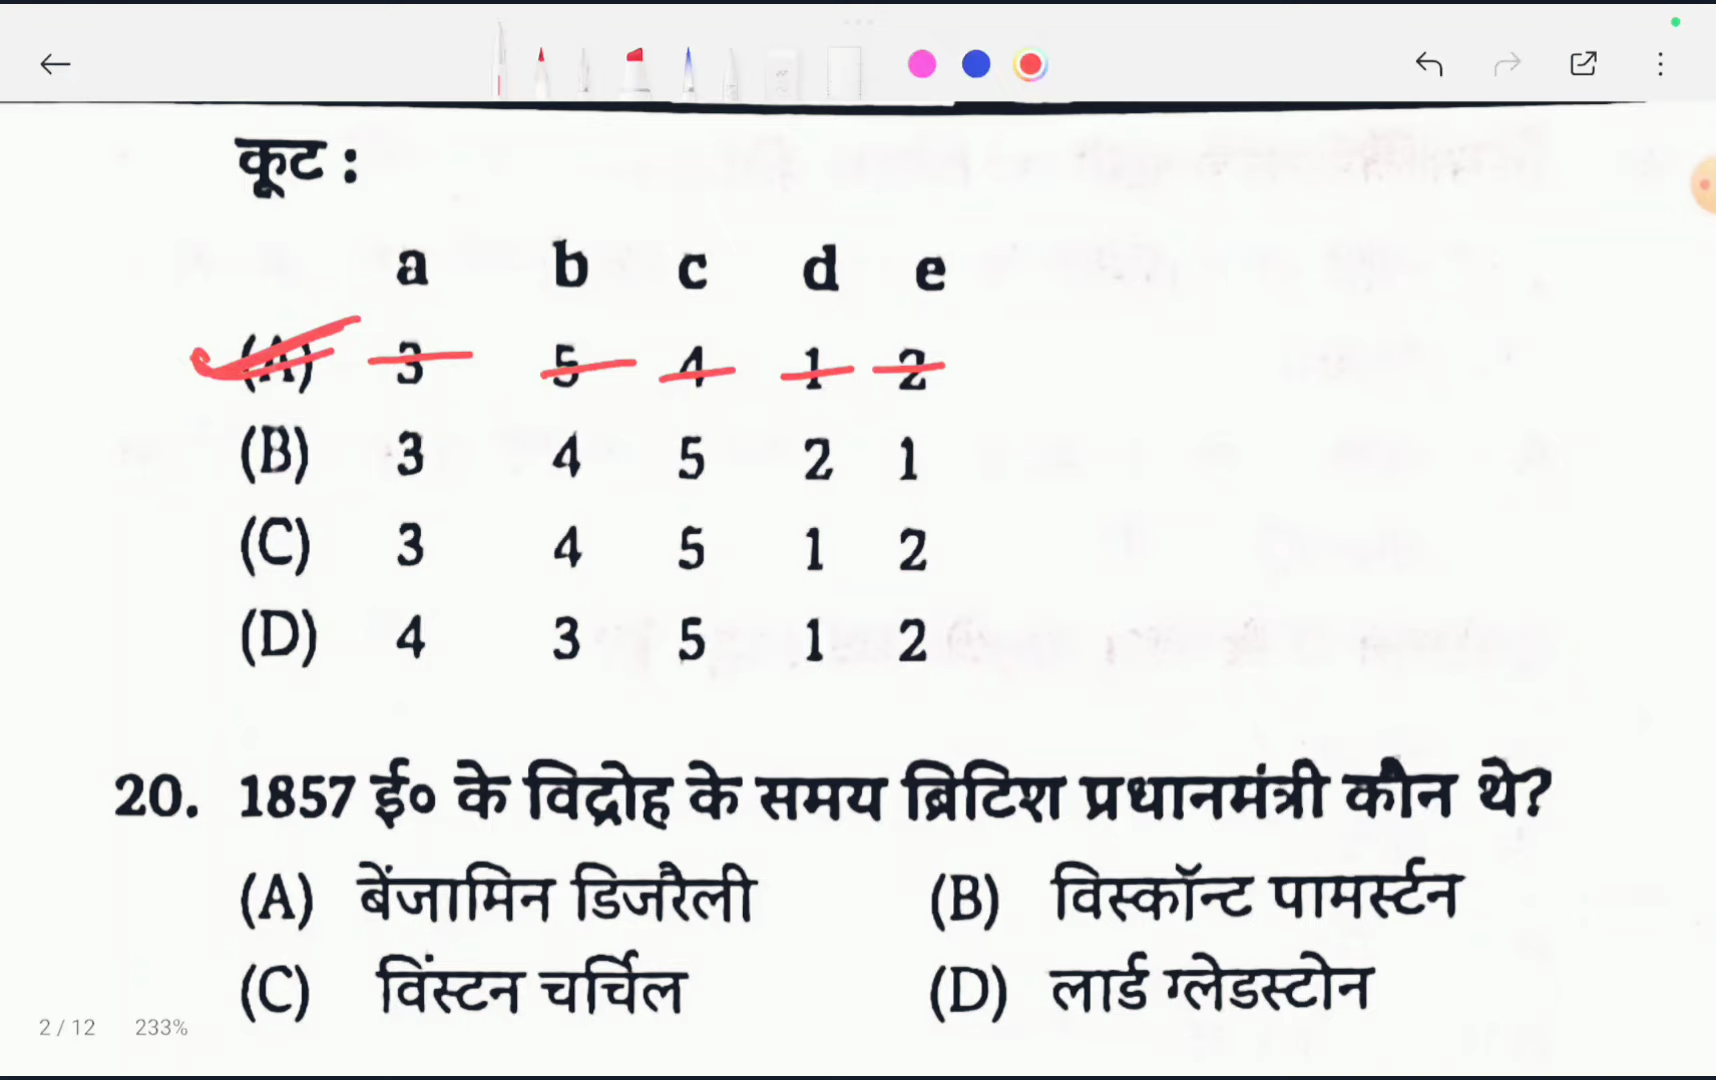 कूट :
a b c d e
(A) 3 5 4 1 2
(B) 3 4 5 2 1
(C) 3 4 5 1 2
(D) 4 3 5 1 2
20. 1857 ई० के विद्रोह के समय ब्रिटिश प्रधानमंत्री कौन थे?
(A) बेंजामिन डिजरैली (B) विस्कॉन्ट पामर्स्टन
(C) विंस्टन चर्चिल (D) लार्ड ग्लेडस्टोन
2 / 12 233%